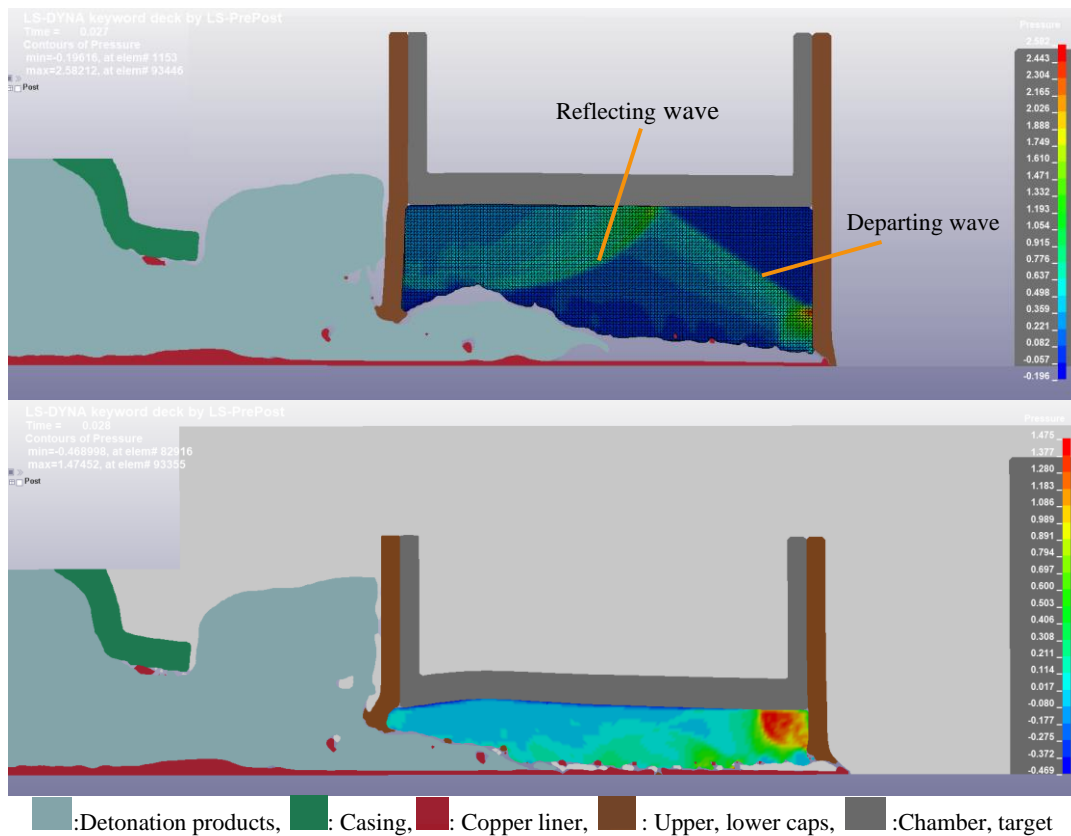 LS-DYNA keyword deck by LS-PrePost
Time = 0.027
Contours of Pressure
min=-0.19616, at elem# 1153
max=2.58212, at elem# 93446
Post
Reflecting wave
Departing wave
Pressure
2.582
2.443
2.304
2.165
2.026
1.888
1.749
1.610
1.471
1.332
1.193
1.054
0.915
0.776
0.637
0.498
0.359
0.221
0.082
-0.057
-0.196
LS-DYNA keyword deck by LS-PrePost
Time = 0.028
Contours of Pressure
min=-0.468998, at elem# 82916
max=1.47452, at elem# 93355
Post
Pressure
1.475
1.377
1.280
1.183
1.086
0.989
0.891
0.794
0.697
0.600
0.503
0.406
0.308
0.211
0.114
0.017
-0.080
-0.177
-0.275
-0.372
-0.469
:Detonation products, : Casing, : Copper liner, : Upper, lower caps, :Chamber, target